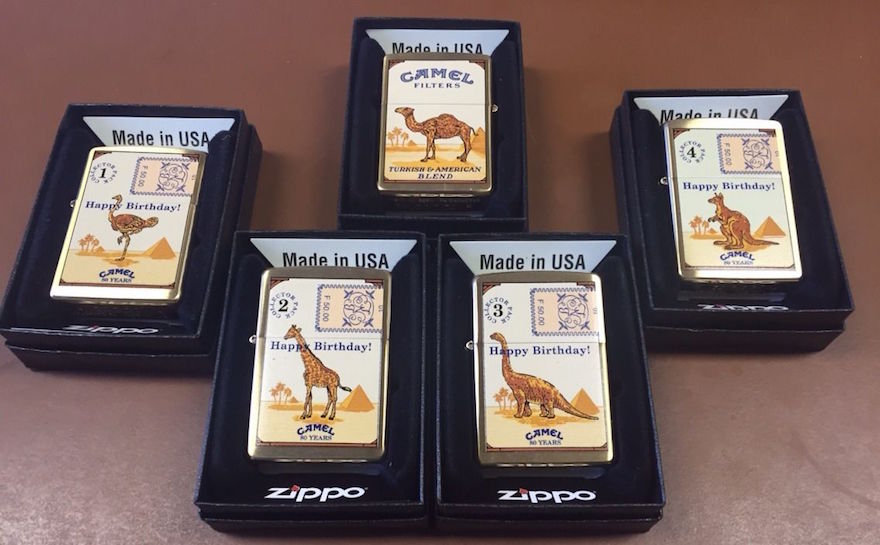 Made in USA
CAMEL
FILTERS
TURKISH & AMERICAN
BLEND
Made in USA
COLLECTOR PACK
1
F 50.00
Happy Birthday!
CAMEL
80 YEARS
ZIPPO
Made in USA
COLLECTOR PACK
2
F 50.00
Happy Birthday!
CAMEL
80 YEARS
zippo
Made in USA
COLLECTOR PACK
3
F 50.00
Happy Birthday!
CAMEL
80 YEARS
zippo
Made in USA
COLLECTOR PACK
4
F 50.00
Happy Birthday!
CAMEL
80 YEARS
zippo